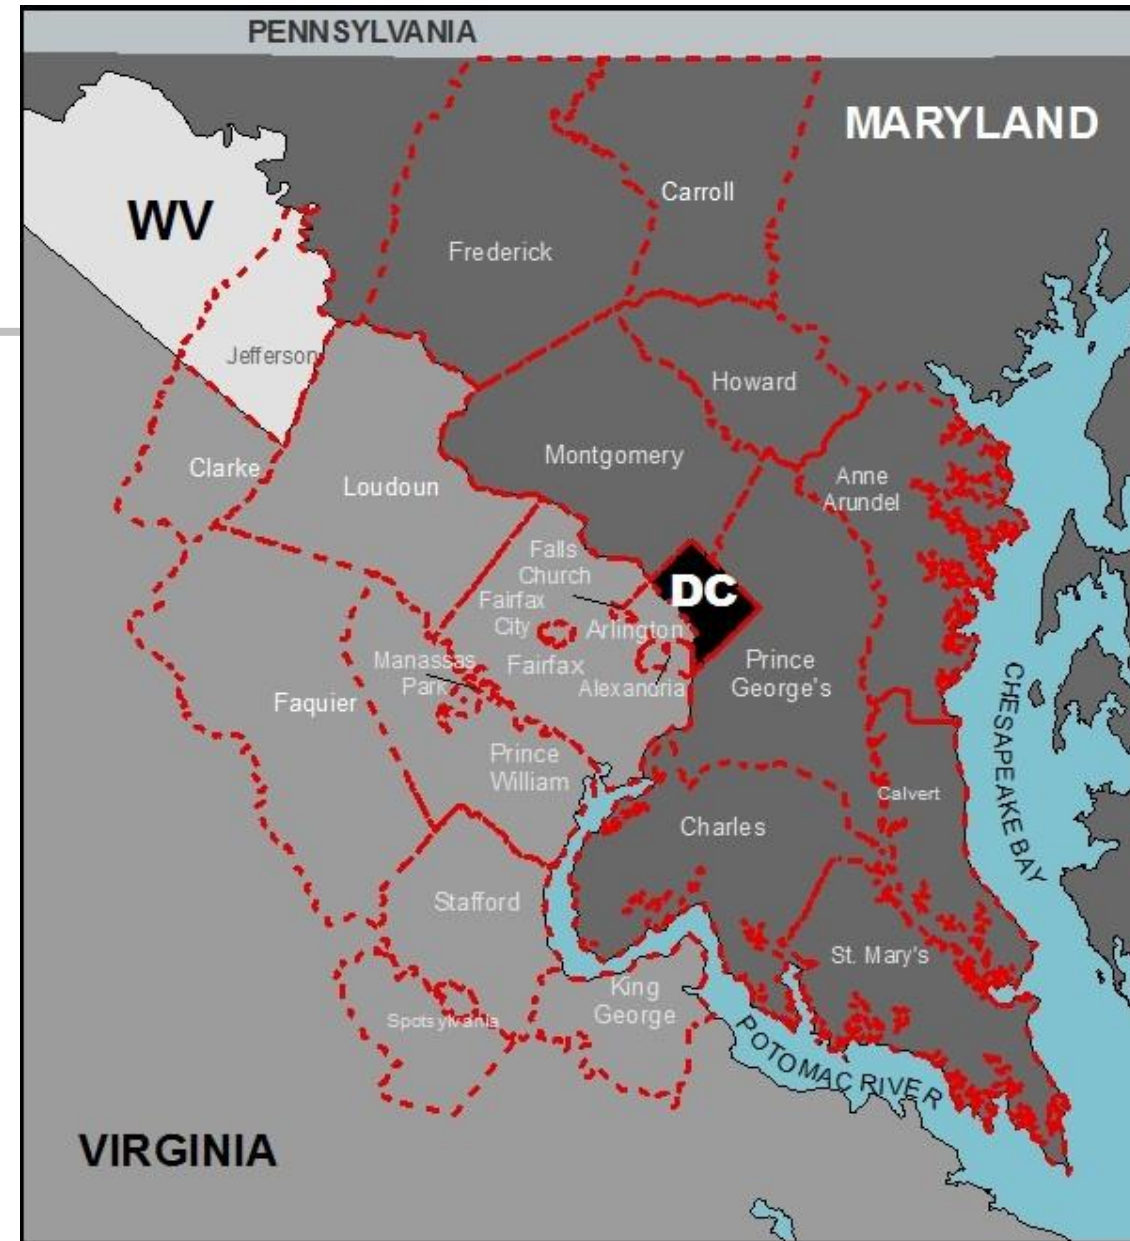 PENNSYLVANIA
MARYLAND
WV
Carroll
Frederick
Jefferson
Howard
Clarke
Loudoun
Montgomery
Anne
Arundel
Falls
Church
DC
Fairfax
City
Arlington
Manassas
Park
Fairfax
Alexandria
Prince
George's
Faquier
CHESAPEAKE BAY
Prince
William
Calvert
Charles
Stafford
St. Mary's
King
George
Spotsylvania
POTOMAC RIVER
VIRGINIA